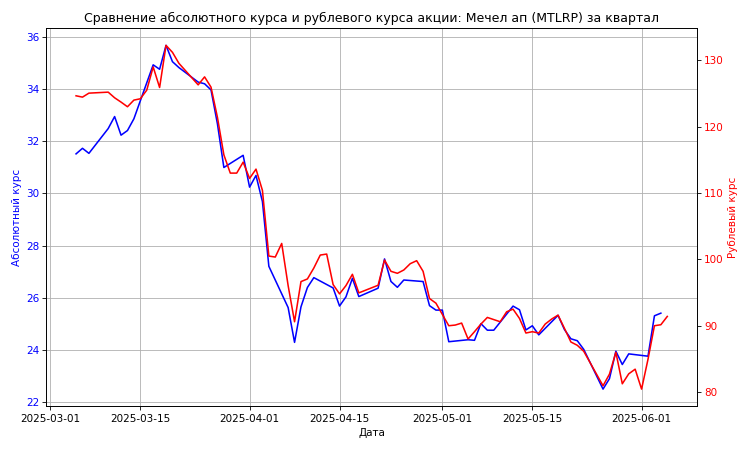 Сравнение абсолютного курса и рублевого курса акции: Мечел ап (MTLRP) за квартал
Абсолютный курс
36
34
32
30
28
26
24
22
130
120
110
100
90
80
Рублевый курс
2025-03-01 2025-03-15 2025-04-01 2025-04-15 2025-05-01 2025-05-15 2025-06-01
Дата